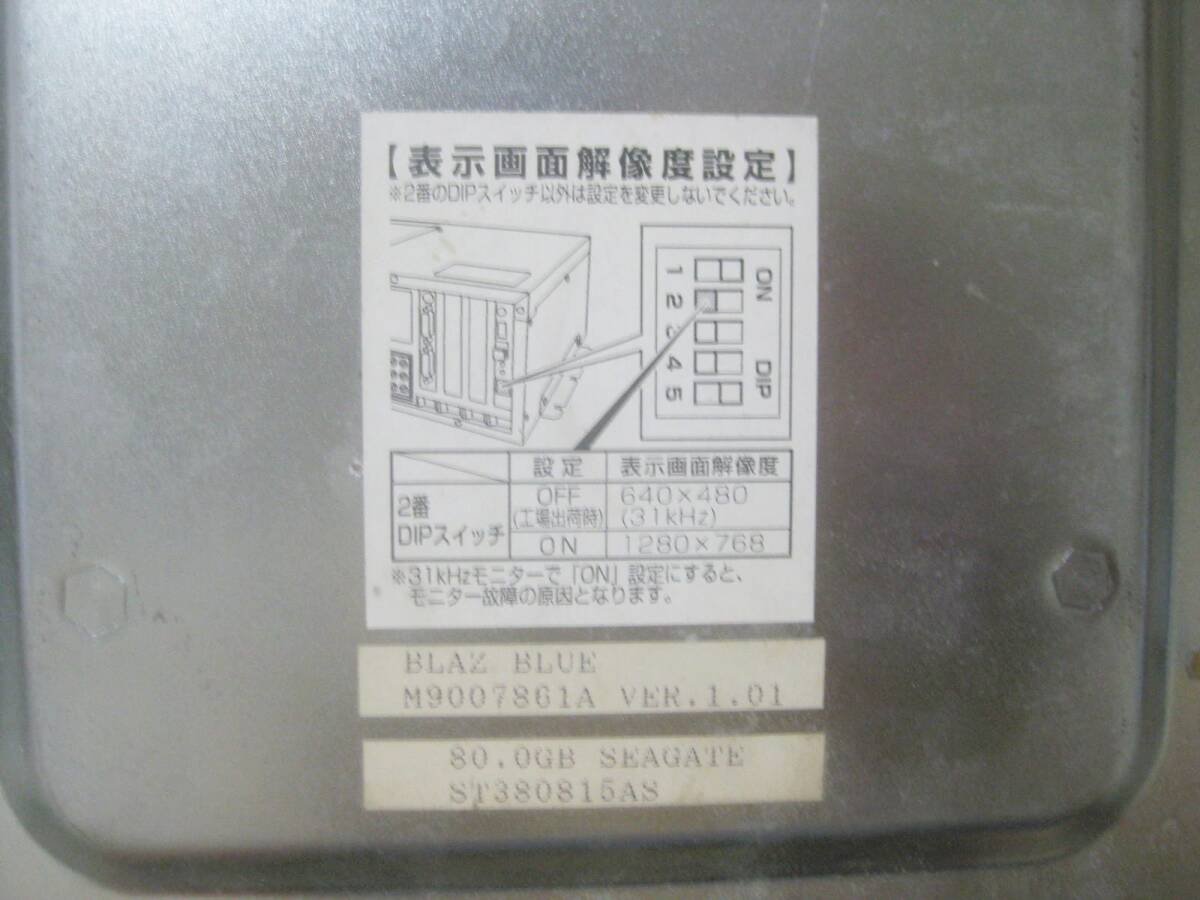 【表示画面解像度設定】
※2番のDIPスイッチ以外は設定を変更しないでください。
ON
DIP
1
2
3
4
5
設定 表示画面解像度
2番
DIPスイッチ
OFF
(工場出荷時)
640×480
(31kHz)
ON 1280×768
※31kHzモニターで「ON」設定にすると、
モニター故障の原因となります。
BLAZ BLUE
M9007861A VER.1.01
80.0GB SEAGATE
ST380815AS